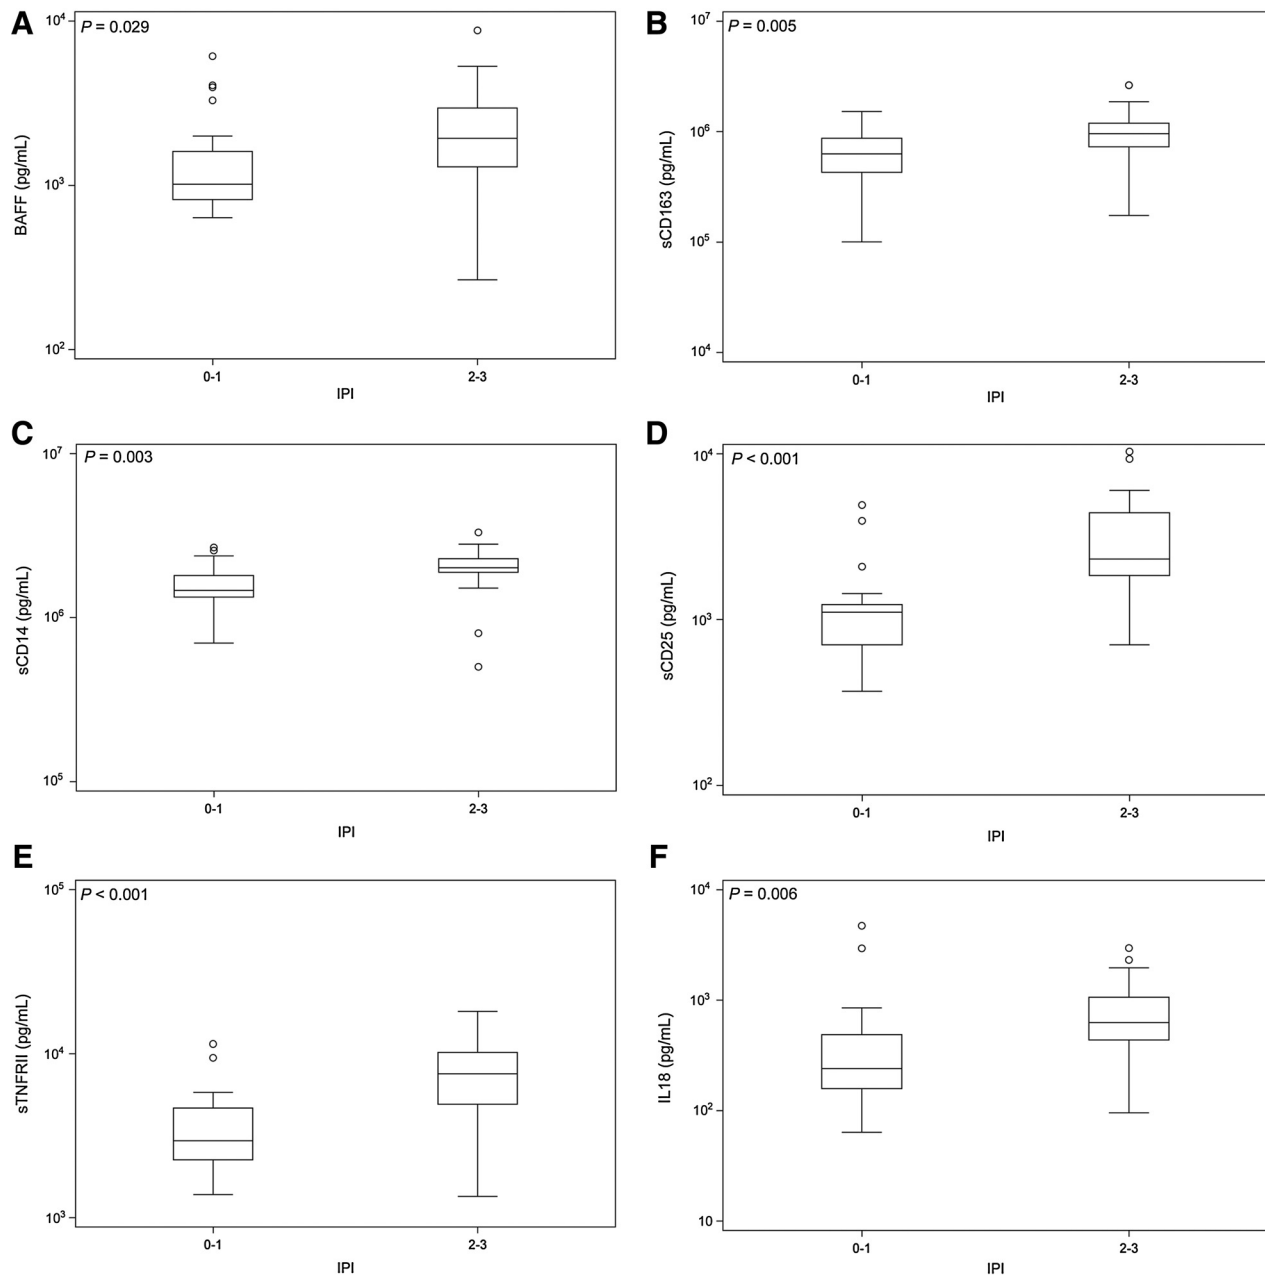 A
P = 0.029
BAFF (pg/mL)
10⁴
10³
10²
0-1
2-3
IPI
B
P = 0.005
sCD163 (pg/mL)
10⁷
10⁶
10⁵
10⁴
0-1
2-3
IPI
C
P = 0.003
sCD14 (pg/mL)
10⁷
10⁶
10⁵
0-1
2-3
IPI
D
P < 0.001
sCD25 (pg/mL)
10⁴
10³
10²
0-1
2-3
IPI
E
P < 0.001
sTNFRII (pg/mL)
10⁵
10⁴
10³
0-1
2-3
IPI
F
P = 0.006
IL18 (pg/mL)
10⁴
10³
10²
10
0-1
2-3
IPI